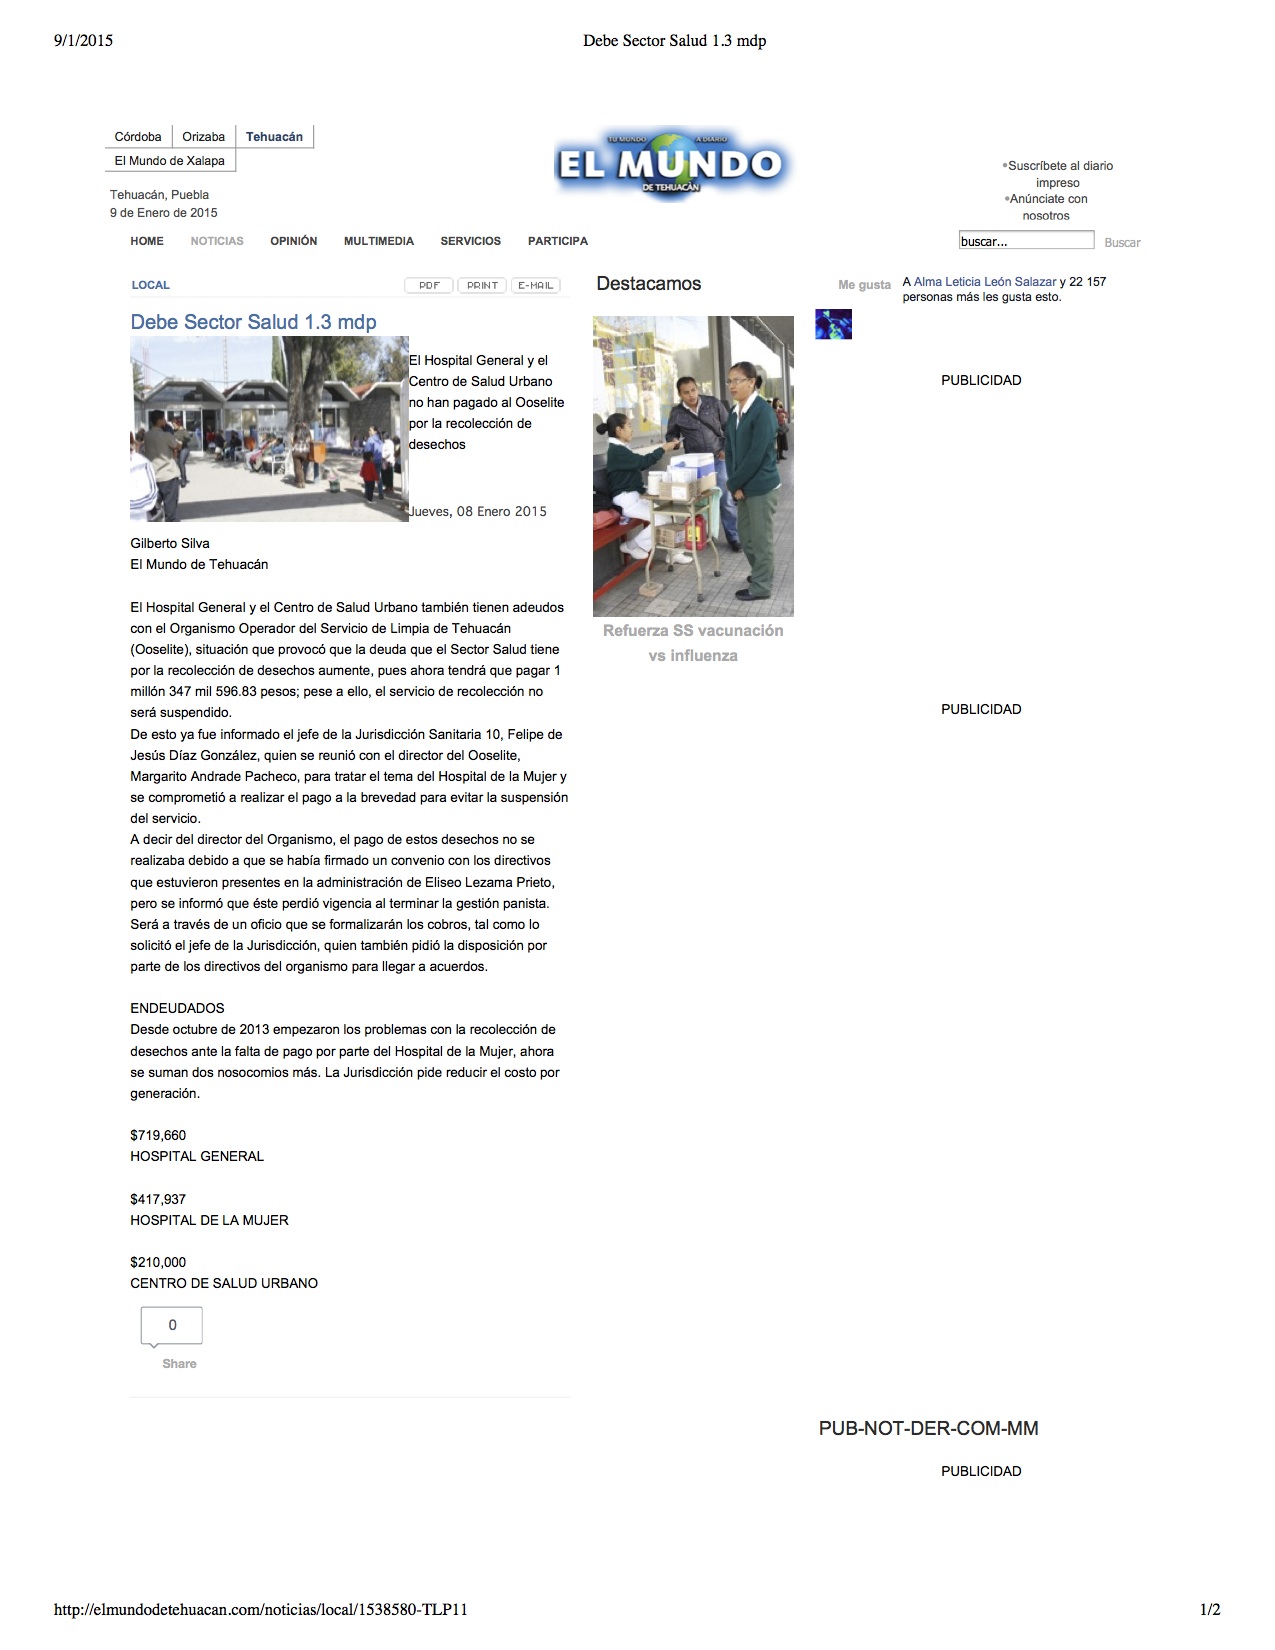 9/1/2015
Debe Sector Salud 1.3 mdp
Córdoba Orizaba Tehuacán
El Mundo de Xalapa
Tehuacán, Puebla
9 de Enero de 2015
TU MUNDO A DIARIO
EL MUNDO
DE TEHUACÁN
•Suscríbete al diario
impreso
•Anúnciate con
nosotros
HOME NOTICIAS OPINIÓN MULTIMEDIA SERVICIOS PARTICIPA
buscar... Buscar
LOCAL
PDF PRINT E-MAIL
Debe Sector Salud 1.3 mdp
El Hospital General y el
Centro de Salud Urbano
no han pagado al Ooselite
por la recolección de
desechos
Jueves, 08 Enero 2015
Gilberto Silva
El Mundo de Tehuacán
El Hospital General y el Centro de Salud Urbano también tienen adeudos
con el Organismo Operador del Servicio de Limpia de Tehuacán
(Ooselite), situación que provocó que la deuda que el Sector Salud tiene
por la recolección de desechos aumente, pues ahora tendrá que pagar 1
millón 347 mil 596.83 pesos; pese a ello, el servicio de recolección no
será suspendido.
De esto ya fue informado el jefe de la Jurisdicción Sanitaria 10, Felipe de
Jesús Díaz González, quien se reunió con el director del Ooselite,
Margarito Andrade Pacheco, para tratar el tema del Hospital de la Mujer y
se comprometió a realizar el pago a la brevedad para evitar la suspensión
del servicio.
A decir del director del Organismo, el pago de estos desechos no se
realizaba debido a que se había firmado un convenio con los directivos
que estuvieron presentes en la administración de Eliseo Lezama Prieto,
pero se informó que éste perdió vigencia al terminar la gestión panista.
Será a través de un oficio que se formalizarán los cobros, tal como lo
solicitó el jefe de la Jurisdicción, quien también pidió la disposición por
parte de los directivos del organismo para llegar a acuerdos.
ENDEUDADOS
Desde octubre de 2013 empezaron los problemas con la recolección de
desechos ante la falta de pago por parte del Hospital de la Mujer, ahora
se suman dos nosocomios más. La Jurisdicción pide reducir el costo por
generación.
$719,660
HOSPITAL GENERAL
$417,937
HOSPITAL DE LA MUJER
$210,000
CENTRO DE SALUD URBANO
0
Share
Destacamos
Refuerza SS vacunación
vs influenza
Me gusta
A Alma Leticia León Salazar y 22 157
personas más les gusta esto.
PUBLICIDAD
PUBLICIDAD
PUB-NOT-DER-COM-MM
PUBLICIDAD
http://elmundodetehuacan.com/noticias/local/1538580-TLP11
1/2